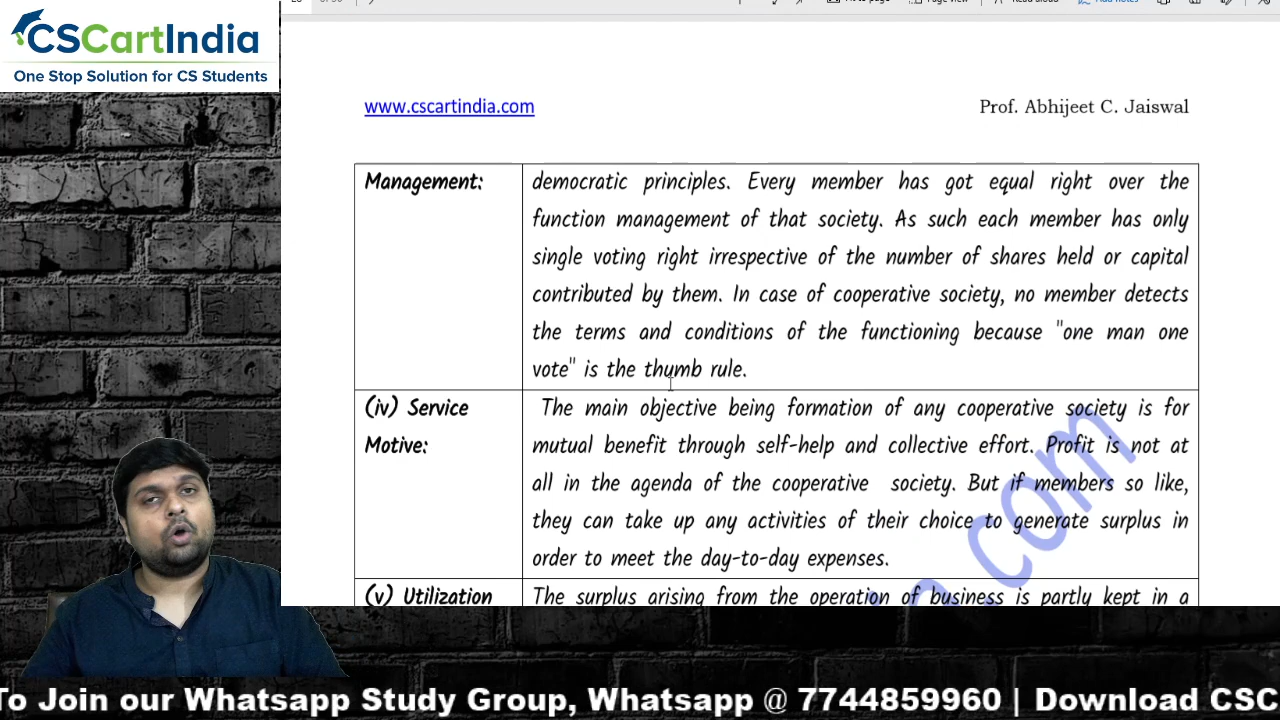 CSCartIndia
One Stop Solution for CS Students
www.cscartindia.com
Prof. Abhijeet C. Jaiswal
Management:
democratic principles. Every member has got equal right over the
function management of that society. As such each member has only
single voting right irrespective of the number of shares held or capital
contributed by them. In case of cooperative society, no member detects
the terms and conditions of the functioning because "one man one
vote" is the thumb rule.
(iv) Service
Motive:
The main objective being formation of any cooperative society is for
mutual benefit through self-help and collective effort. Profit is not at
all in the agenda of the cooperative society. But if members so like,
they can take up any activities of their choice to generate surplus in
order to meet the day-to-day expenses.
(v) Utilization
The surplus arising from the operation of business is partly kept in a
To Join our Whatsapp Study Group, Whatsapp @ 7744859960 | Download CSC